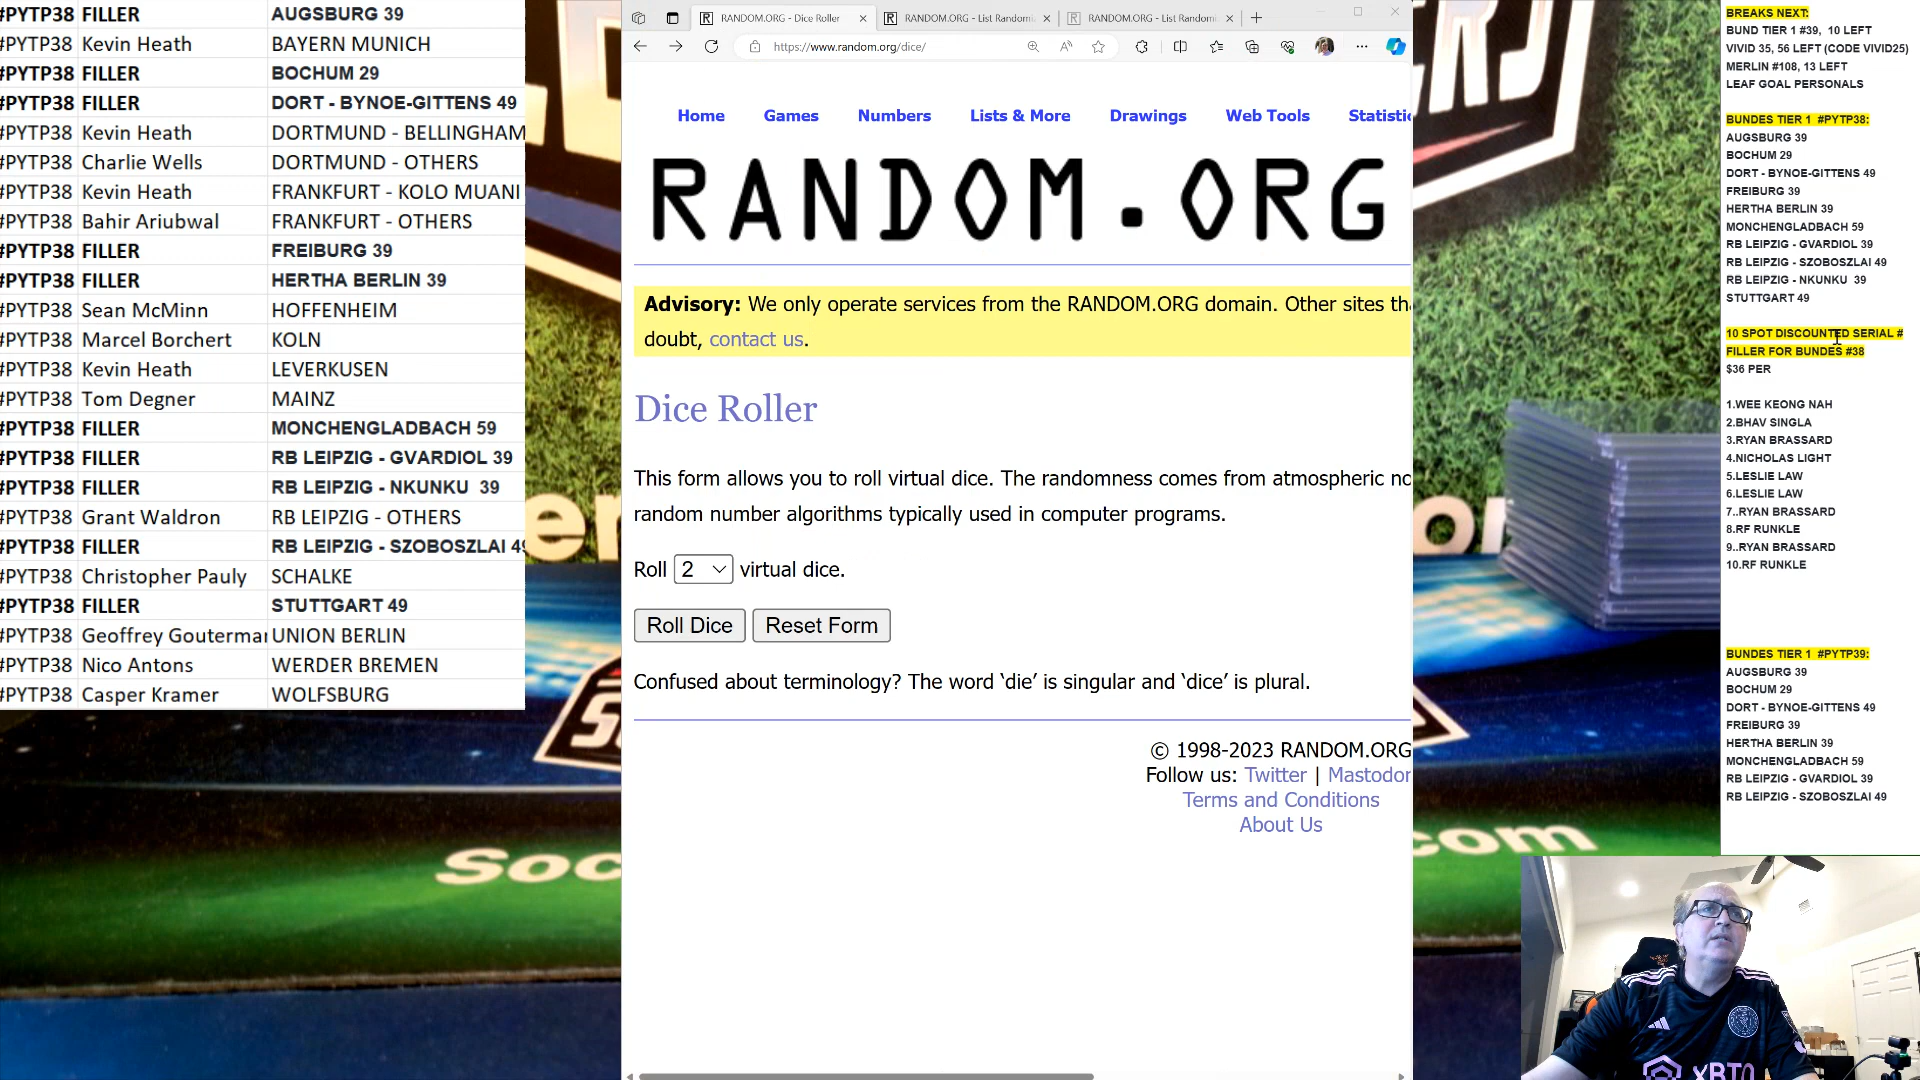 #PYTP38 FILLER AUGSBURG 39
#PYTP38 Kevin Heath BAYERN MUNICH
#PYTP38 FILLER BOCHUM 29
#PYTP38 FILLER DORT - BYNOE-GITTENS 49
#PYTP38 Kevin Heath DORTMUND - BELLINGHAM
#PYTP38 Charlie Wells DORTMUND - OTHERS
#PYTP38 Kevin Heath FRANKFURT - KOLO MUANI
#PYTP38 Bahir Ariubwal FRANKFURT - OTHERS
#PYTP38 FILLER FREIBURG 39
#PYTP38 FILLER HERTHA BERLIN 39
#PYTP38 Sean McMinn HOFFENHEIM
#PYTP38 Marcel Borchert KOLN
#PYTP38 Kevin Heath LEVERKUSEN
#PYTP38 Tom Degner MAINZ
#PYTP38 FILLER MONCHENGLADBACH 59
#PYTP38 FILLER RB LEIPZIG - GVARDIOL 39
#PYTP38 FILLER RB LEIPZIG - NKUNKU 39
#PYTP38 Grant Waldron RB LEIPZIG - OTHERS
#PYTP38 FILLER RB LEIPZIG - SZOBOSZLAI 49
#PYTP38 Christopher Pauly SCHALKE
#PYTP38 FILLER STUTTGART 49
#PYTP38 Geoffrey Gouterma UNION BERLIN
#PYTP38 Nico Antons WERDER BREMEN
#PYTP38 Casper Kramer WOLFSBURG
RANDOM.ORG - Dice Roller
RANDOM.ORG - List Randomi
RANDOM.ORG - List Randomi
https://www.random.org/dice/
Home Games Numbers Lists & More Drawings Web Tools Statistic
RANDOM.ORG
Advisory: We only operate services from the RANDOM.ORG domain. Other sites th
doubt, contact us.
Dice Roller
This form allows you to roll virtual dice. The randomness comes from atmospheric no
random number algorithms typically used in computer programs.
Roll 2 virtual dice.
Roll Dice Reset Form
Confused about terminology? The word ‘die’ is singular and ‘dice’ is plural.
© 1998-2023 RANDOM.ORG
Follow us: Twitter | Mastodor
Terms and Conditions
About Us
BREAKS NEXT:
BUND TIER 1 #39, 10 LEFT
VIVID 35, 56 LEFT (CODE VIVID25)
MERLIN #108, 13 LEFT
LEAF GOAL PERSONALS
BUNDES TIER 1 #PYTP38:
AUGSBURG 39
BOCHUM 29
DORT - BYNOE-GITTENS 49
FREIBURG 39
HERTHA BERLIN 39
MONCHENGLADBACH 59
RB LEIPZIG - GVARDIOL 39
RB LEIPZIG - SZOBOSZLAI 49
RB LEIPZIG - NKUNKU 39
STUTTGART 49
10 SPOT DISCOUNTED SERIAL #
FILLER FOR BUNDES #38
$36 PER
1.WEE KEONG NAH
2.BHAV SINGLA
3.RYAN BRASSARD
4.NICHOLAS LIGHT
5.LESLIE LAW
6.LESLIE LAW
7..RYAN BRASSARD
8.RF RUNKLE
9..RYAN BRASSARD
10.RF RUNKLE
BUNDES TIER 1 #PYTP39:
AUGSBURG 39
BOCHUM 29
DORT - BYNOE-GITTENS 49
FREIBURG 39
HERTHA BERLIN 39
MONCHENGLADBACH 59
RB LEIPZIG - GVARDIOL 39
RB LEIPZIG - SZOBOSZLAI 49
Soc
com
XBTO